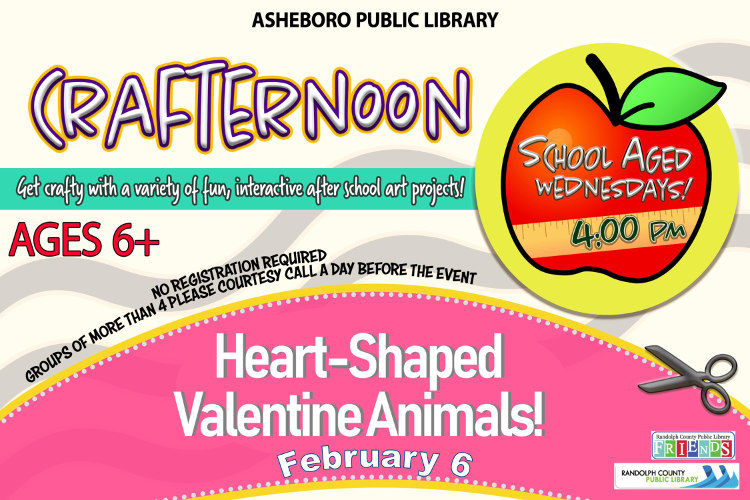 ASHEBORO PUBLIC LIBRARY
CRAFTERNOON
Get crafty with a variety of fun, interactive after school art projects!
AGES 6+
SCHOOL AGED
WEDNESDAYS!
4:00 PM
NO REGISTRATION REQUIRED
GROUPS OF MORE THAN 4 PLEASE COURTESY CALL A DAY BEFORE THE EVENT
Heart-Shaped
Valentine Animals!
February 6
Randolph County Public Library
FRIENDS
RANDOLPH COUNTY
PUBLIC LIBRARY